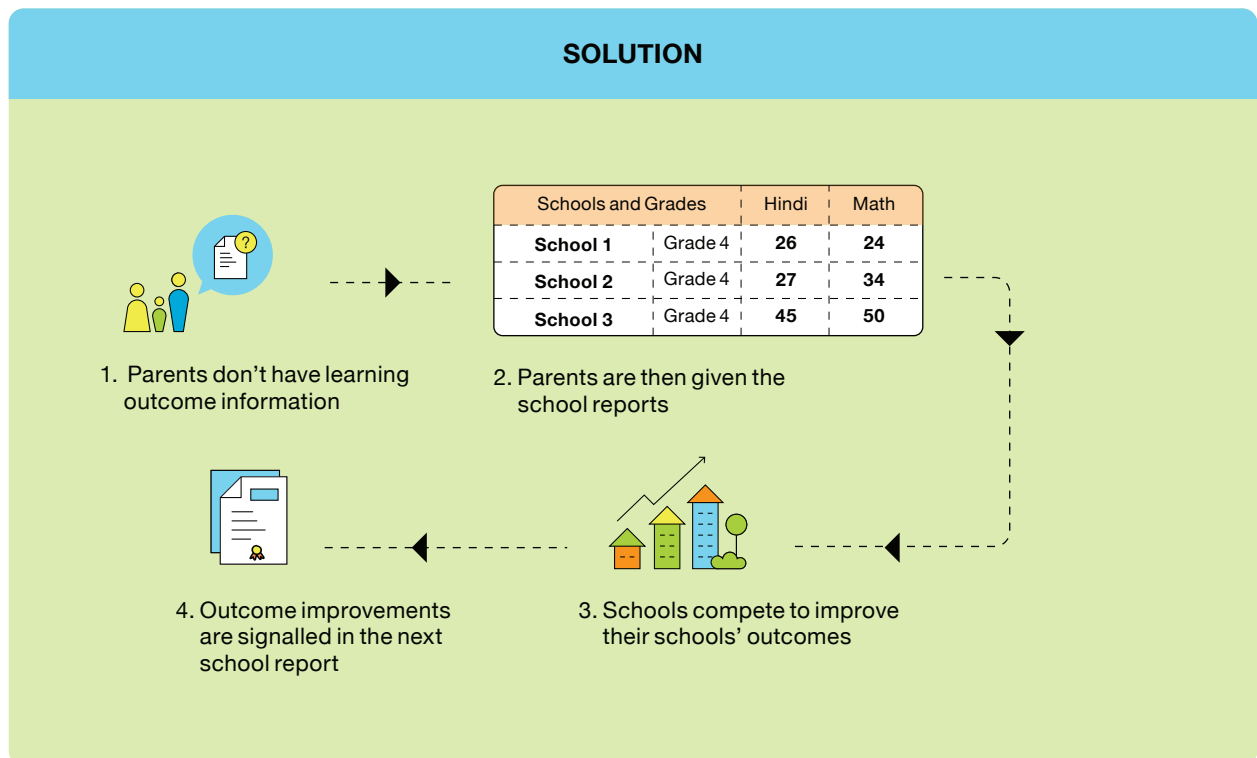 SOLUTION
?
1. Parents don't have learning
outcome information
Schools and Grades Hindi Math
School 1 Grade 4 26 24
School 2 Grade 4 27 34
School 3 Grade 4 45 50
2. Parents are then given the
school reports
3. Schools compete to improve
their schools' outcomes
4. Outcome improvements
are signalled in the next
school report